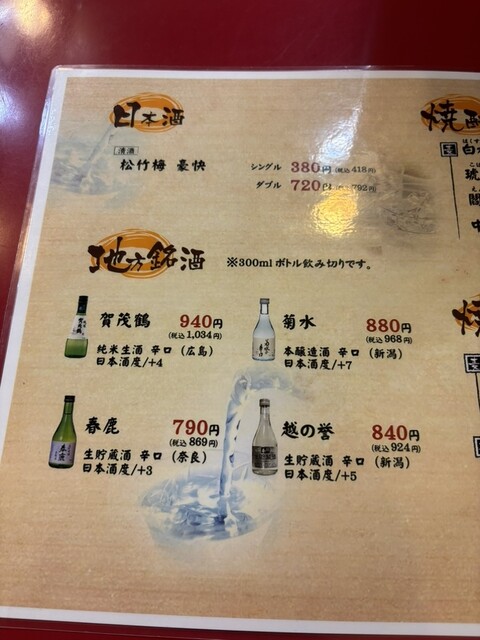 日本酒
清酒
松竹梅 豪快
シングル 380円(税込418円)
ダブル 720円 792円)
地方銘酒 ※300mlボトル飲み切りです。
賀茂鶴 940円
(税込1,034円)
純米生酒 辛口 (広島)
日本酒度/+4
菊水 880円
(税込968円)
本醸造酒 辛口 (新潟)
日本酒度/+7
春鹿 790円
(税込869円)
生貯蔵酒 辛口 (奈良)
日本酒度/+3
越の誉 840円
(税込924円)
生貯蔵酒 辛口 (新潟)
日本酒度/+5
焼
白